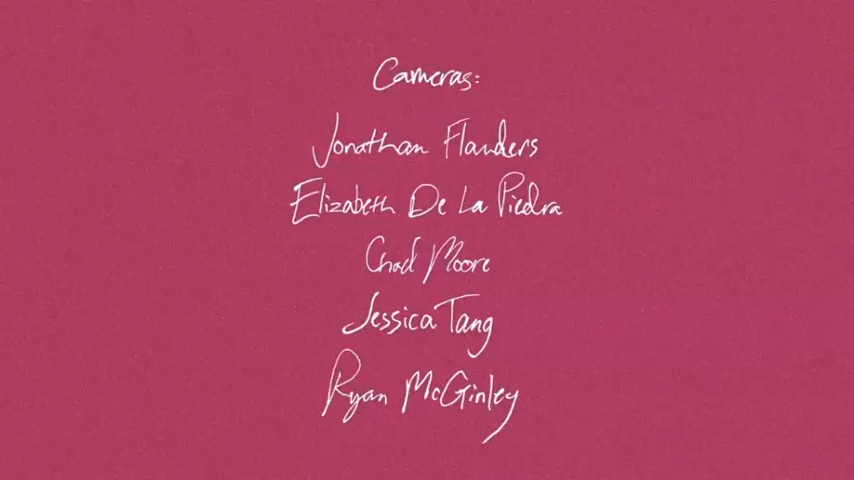 Cameras:
Jonathan Flanders
Elizabeth De La Piedra
Chad Moore
Jessica Tang
Ryan McGinley